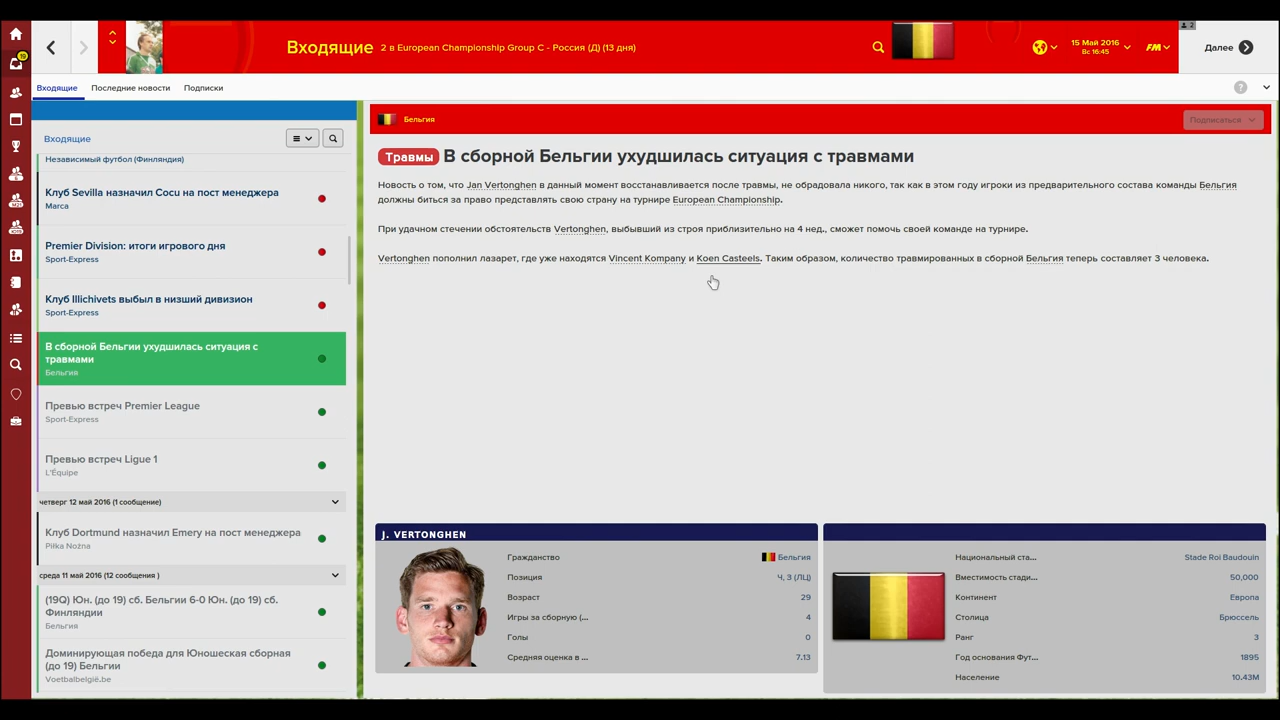 2
10
Входящие
2 в European Championship Group C - Россия (Д) (13 дня)
15 Май 2016
Вс 16:45
FM
Далее
Входящие
Последние новости
Подписки
?
Входящие
Независимый футбол (Финляндия)
Клуб Sevilla назначил Cocu на пост менеджера
Marca
Premier Division: итоги игрового дня
Sport-Express
Клуб Illichivets выбыл в низший дивизион
Sport-Express
В сборной Бельгии ухудшилась ситуация с
травмами
Бельгия
Превью встреч Premier League
Sport-Express
Превью встреч Ligue 1
L'Équipe
четверг 12 май 2016 (1 сообщение)
Клуб Dortmund назначил Emery на пост менеджера
Piłka Nożna
среда 11 май 2016 (12 сообщения )
(19Q) Юн. (до 19) сб. Бельгии 6-0 Юн. (до 19) сб.
Финляндии
Бельгия
Доминирующая победа для Юношеская сборная
(до 19) Бельгии
Voetbalbelgië.be
Бельгия
Подписаться
Травмы В сборной Бельгии ухудшилась ситуация с травмами
Новость о том, что Jan Vertonghen в данный момент восстанавливается после травмы, не обрадовала никого, так как в этом году игроки из предварительного состава команды Бельгия
должны биться за право представлять свою страну на турнире European Championship.
При удачном стечении обстоятельств Vertonghen, выбывший из строя приблизительно на 4 нед., сможет помочь своей команде на турнире.
Vertonghen пополнил лазарет, где уже находятся Vincent Kompany и Koen Casteels. Таким образом, количество травмированных в сборной Бельгия теперь составляет 3 человека.
J. VERTONGHEN
Гражданство Бельгия
Позиция Ч, З (ЛЦ)
Возраст 29
Игры за сборную (... 4
Голы 0
Средняя оценка в ... 7.13
Национальный ста... Stade Roi Baudouin
Вместимость стади... 50,000
Континент Европа
Столица Брюссель
Ранг 3
Год основания Фут... 1895
Население 10.43M